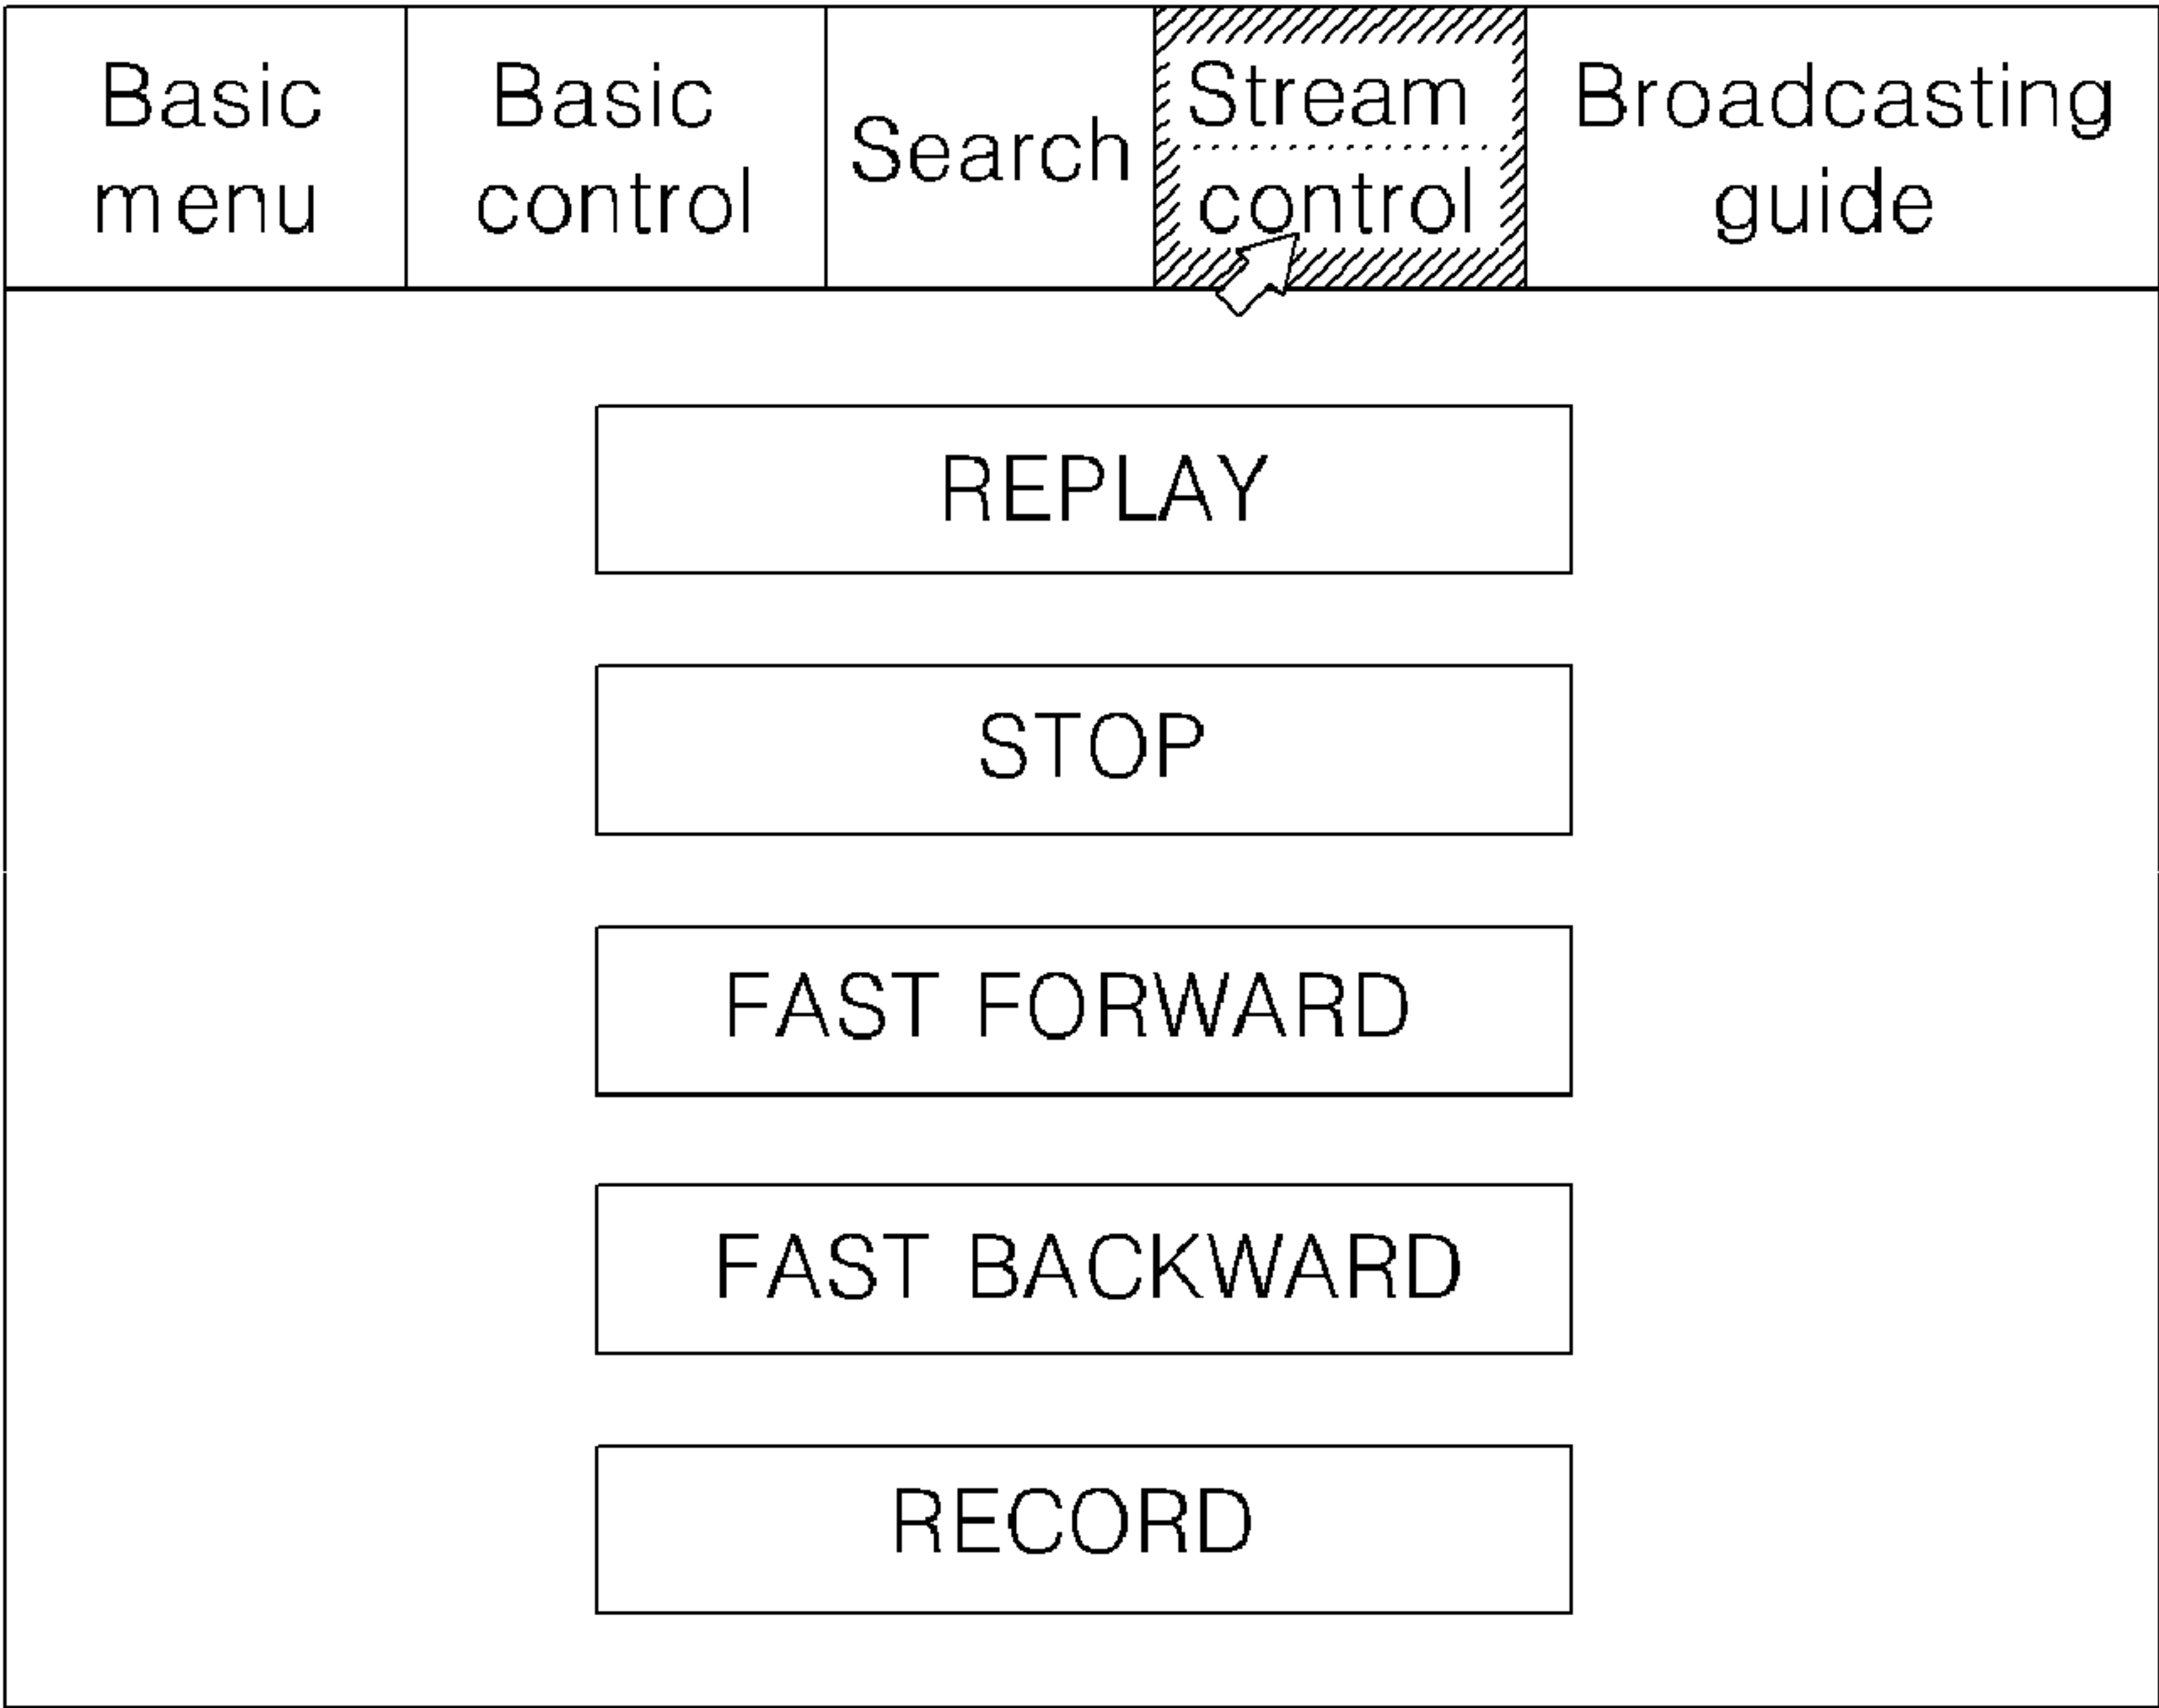 Basic
menu
Basic
control
Search
Stream
control
Broadcasting
guide
REPLAY
STOP
FAST FORWARD
FAST BACKWARD
RECORD